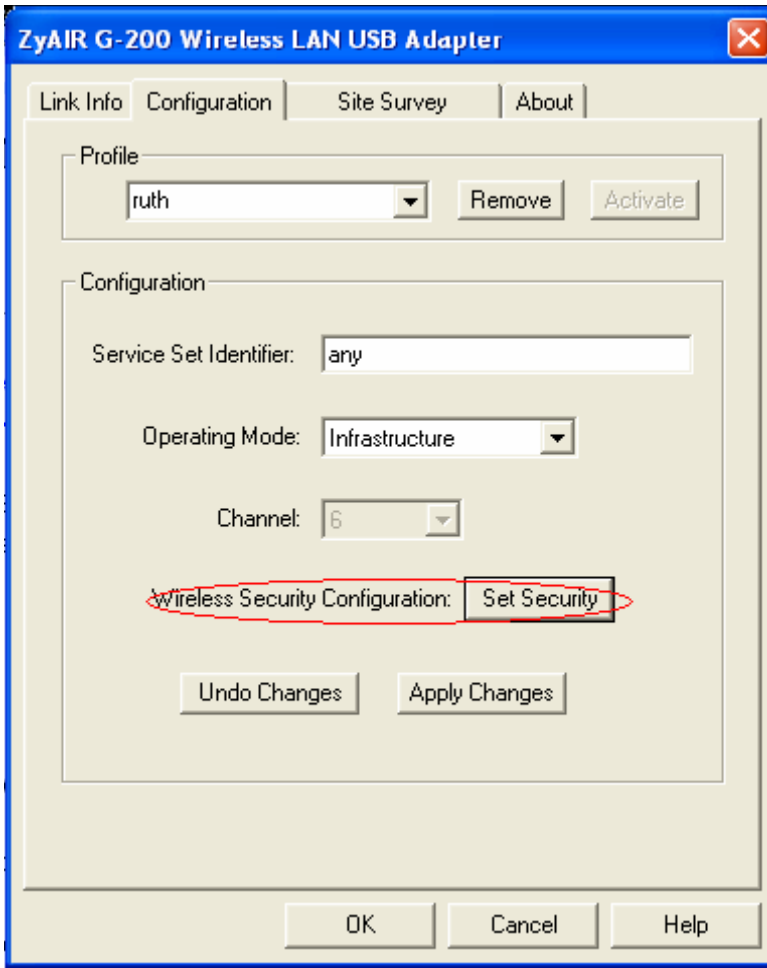 ZyAIR G-200 Wireless LAN USB Adapter
Link Info Configuration Site Survey About
Profile
ruth Remove Activate
Configuration
Service Set Identifier: any
Operating Mode: Infrastructure
Channel: 6
Wireless Security Configuration: Set Security
Undo Changes Apply Changes
OK Cancel Help